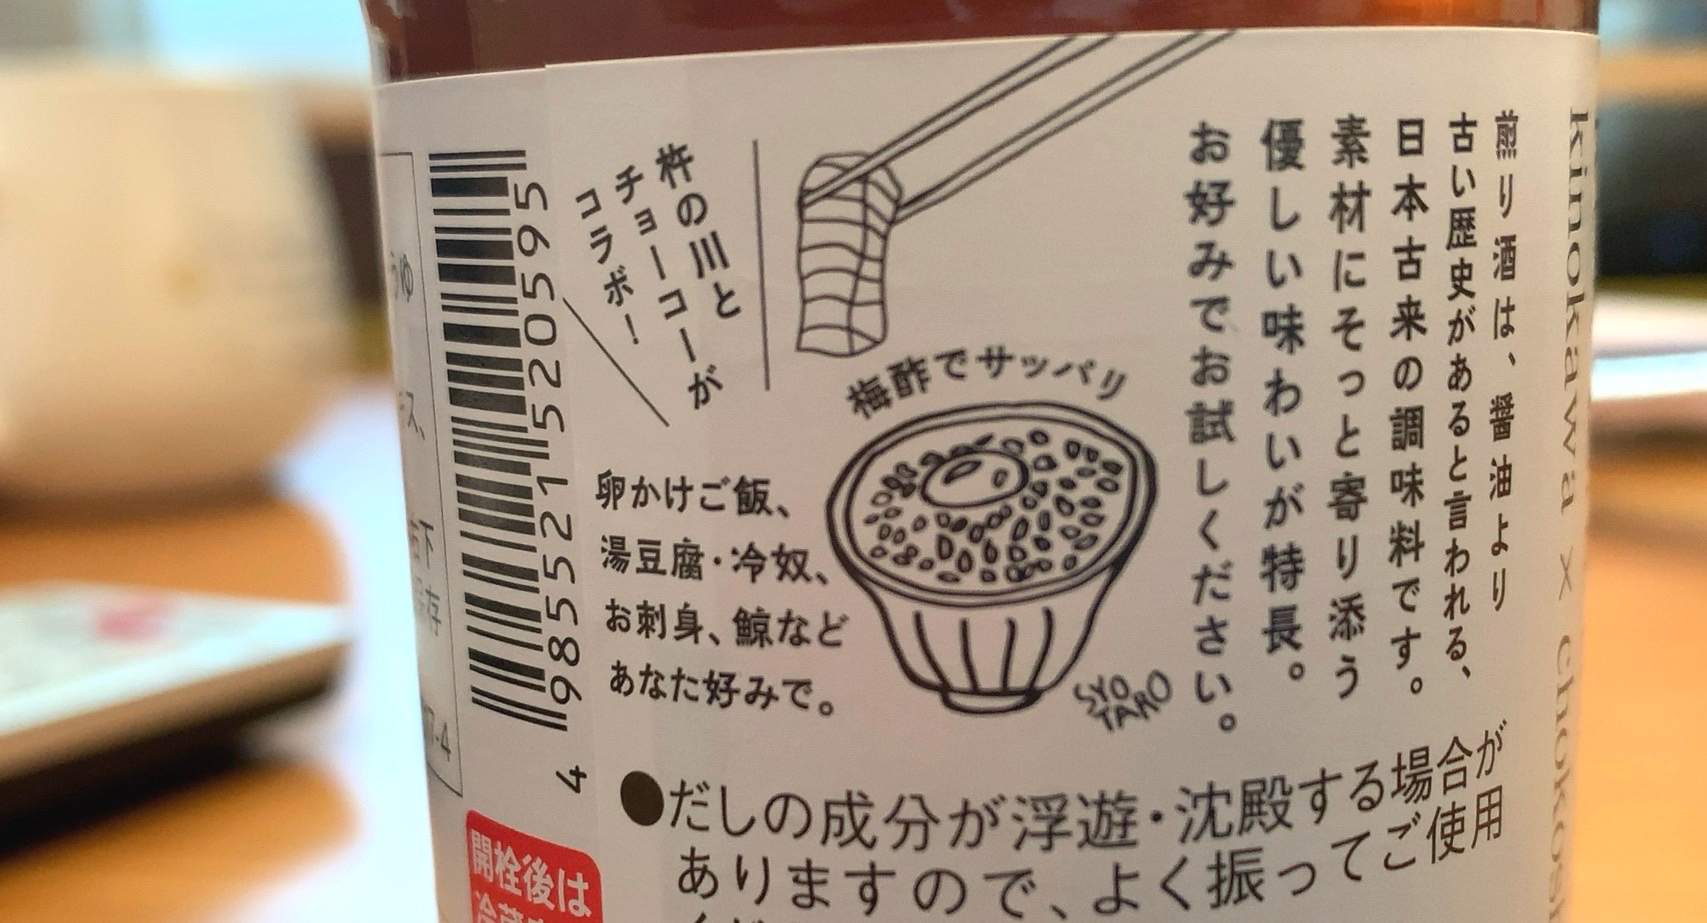 kinokawa × choko
煎り酒は、醤油より
古い歴史があると言われる、
日本古来の調味料です。
素材にそっと寄り添う
優しい味わいが特長。
お好みでお試しください。
杵の川と
チョーコーが
コラボ！
梅酢でサッパリ
卵かけご飯、
湯豆腐・冷奴、
お刺身、鯨など
あなた好みで。
SYO
TARO
●だしの成分が浮遊・沈殿する場合が
ありますので、よく振ってご使用
4 985521 520595
開栓後は